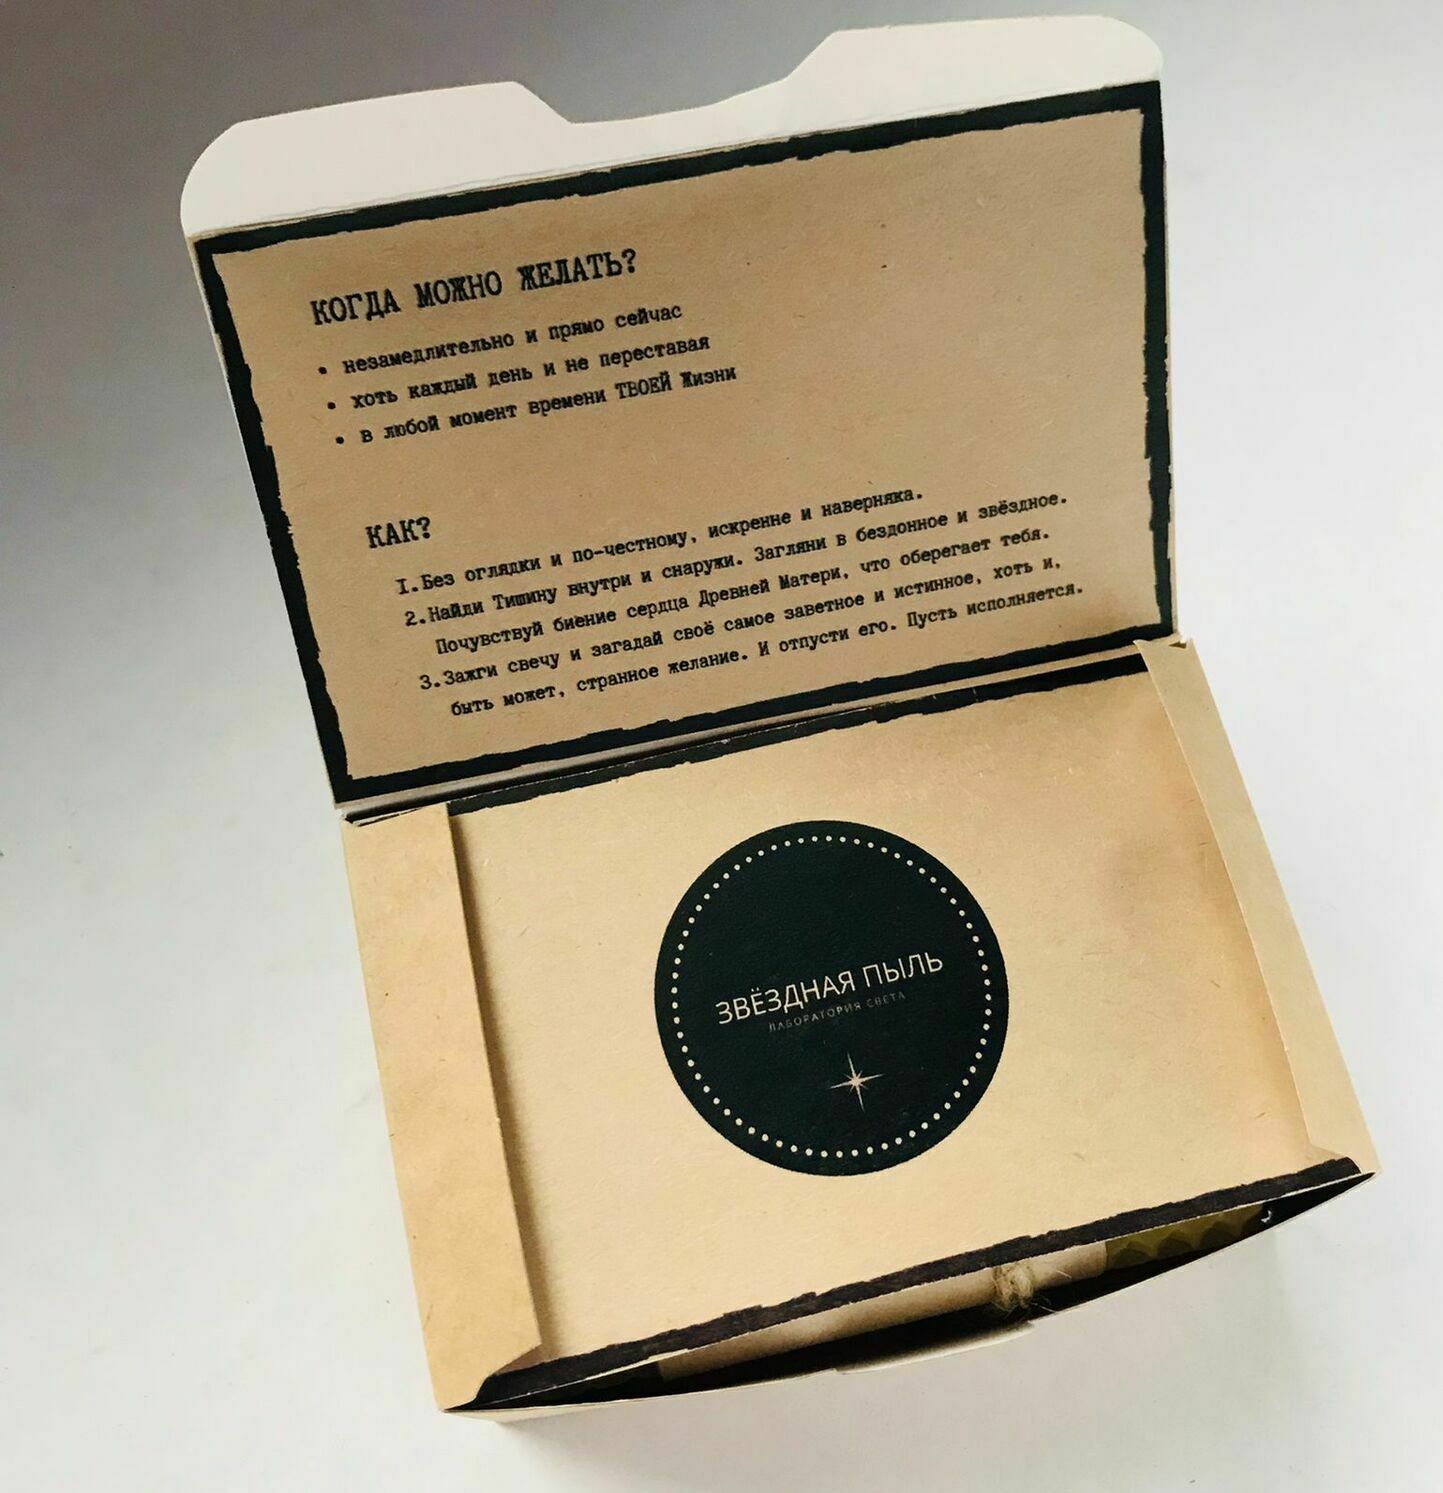 КОГДА МОЖНО ЖЕЛАТЬ?
• незамедлительно и прямо сейчас
• хоть каждый день и не переставая
• в любой момент времени ТВОЕЙ Жизни
КАК?
1.Без оглядки и по-честному, искренне и наверняка.
2.Найди Тишину внутри и снаружи. Загляни в бездонное и звёздное.
Почувствуй биение сердца Древней Матери, что оберегает тебя.
3.Зажги свечу и загадай своё самое заветное и истинное, хоть и,
быть может, странное желание. И отпусти его. Пусть исполняется.
ЗВЁЗДНАЯ ПЫЛЬ
ЛАБОРАТОРИЯ СВЕТА